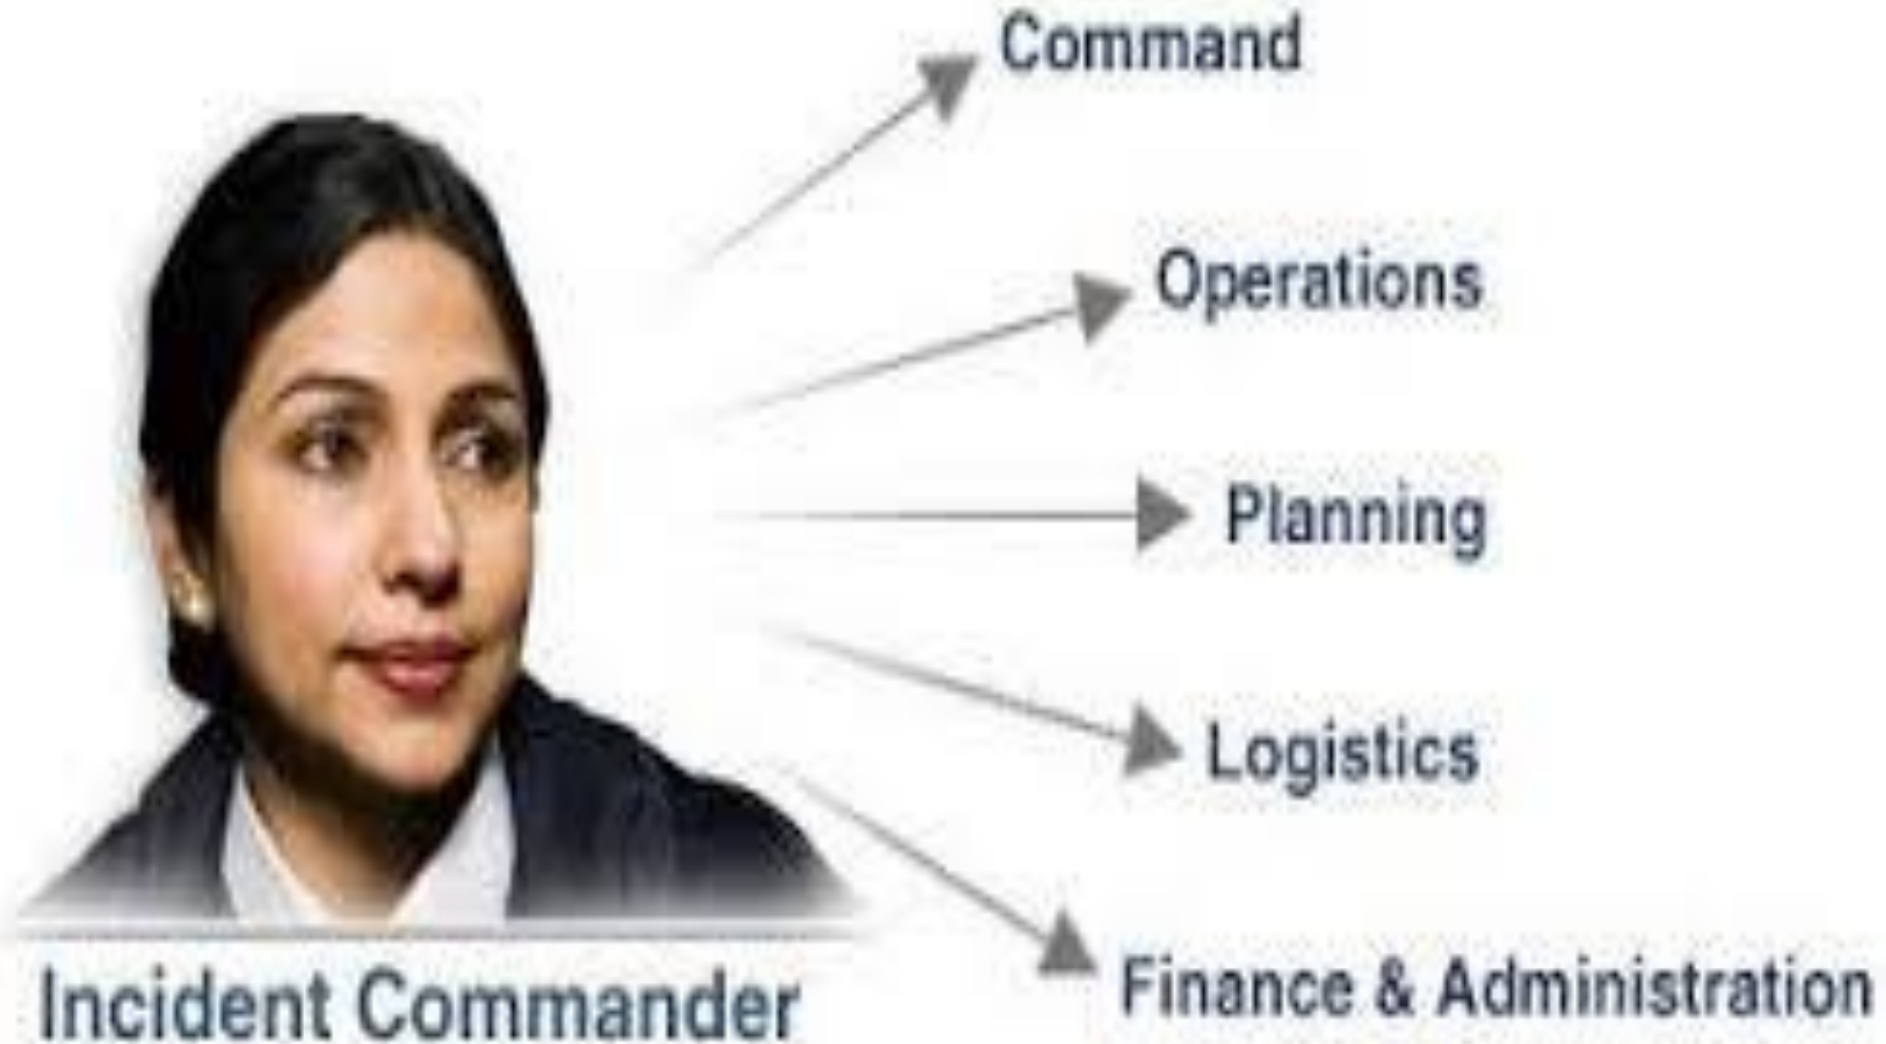 Command
Operations
Planning
Logistics
Finance & Administration
Incident Commander